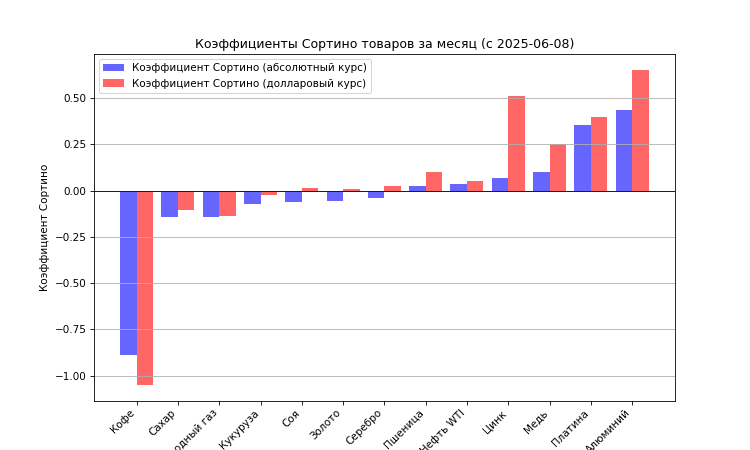 Коэффициенты Сортино товаров за месяц (с 2025-06-08)
Коэффициент Сортино (абсолютный курс)
Коэффициент Сортино (долларовый курс)
Коэффициент Сортино
0.50
0.25
0.00
−0.25
−0.50
−0.75
−1.00
Кофе
Сахар
одный газ
Кукуруза
Соя
Золото
Серебро
Пшеница
Нефть WTI
Цинк
Медь
Платина
Алюминий